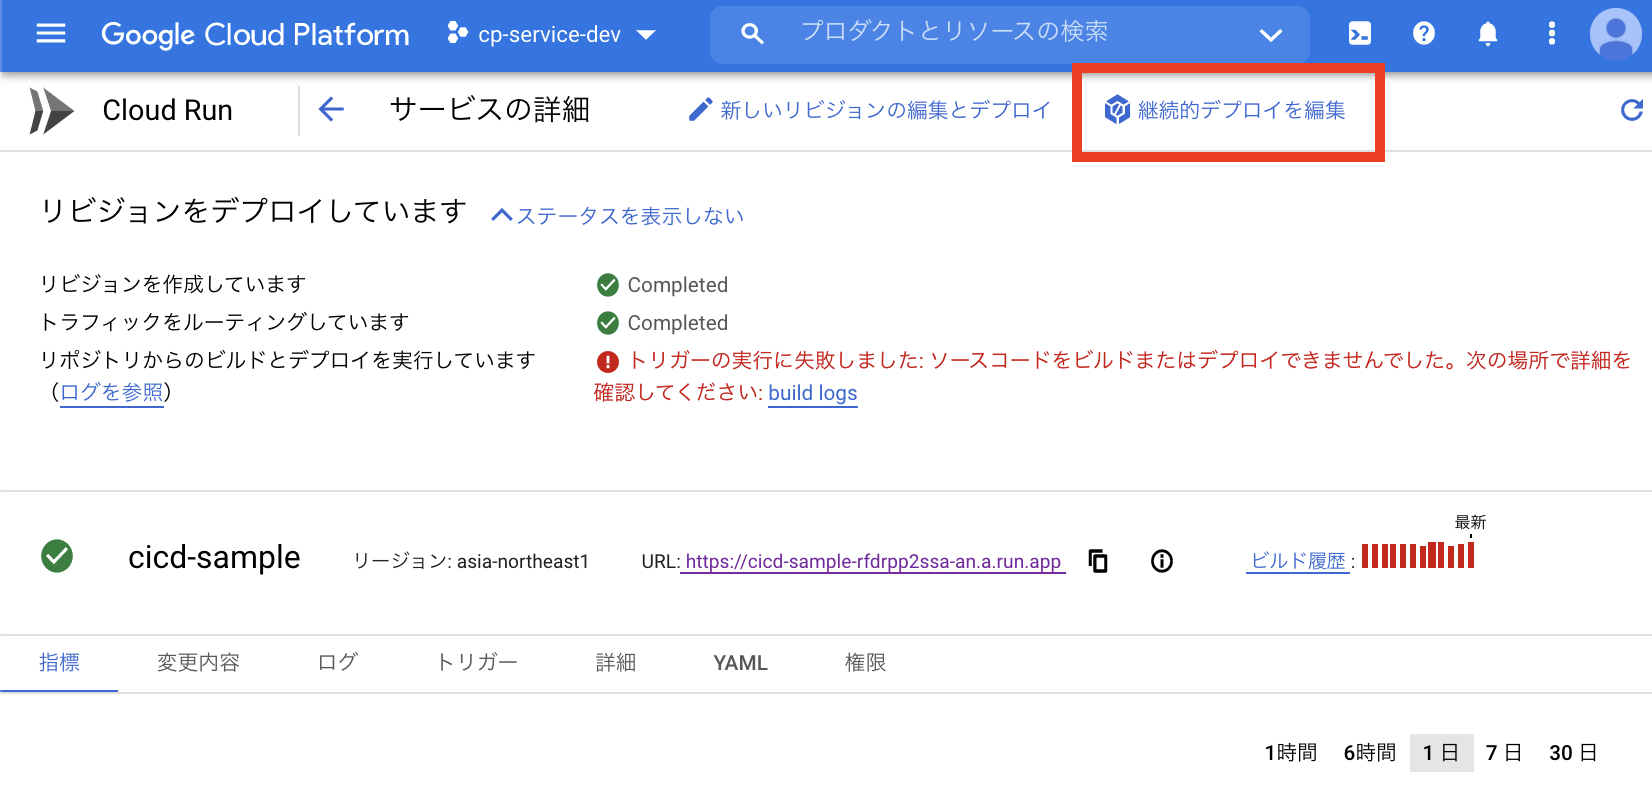 Google Cloud Platform cp-service-dev プロダクトとリソースの検索
Cloud Run サービスの詳細 新しいリビジョンの編集とデプロイ 継続的デプロイを編集
リビジョンをデプロイしています ステータスを表示しない
リビジョンを作成しています Completed
トラフィックをルーティングしています Completed
リポジトリからのビルドとデプロイを実行しています
（ログを参照）
トリガーの実行に失敗しました: ソースコードをビルドまたはデプロイできませんでした。次の場所で詳細を
確認してください: build logs
最新
cicd-sample リージョン: asia-northeast1 URL: https://cicd-sample-rfdrpp2ssa-an.a.run.app ビルド履歴 :
指標 変更内容 ログ トリガー 詳細 YAML 権限
1時間 6時間 1 日 7 日 30 日